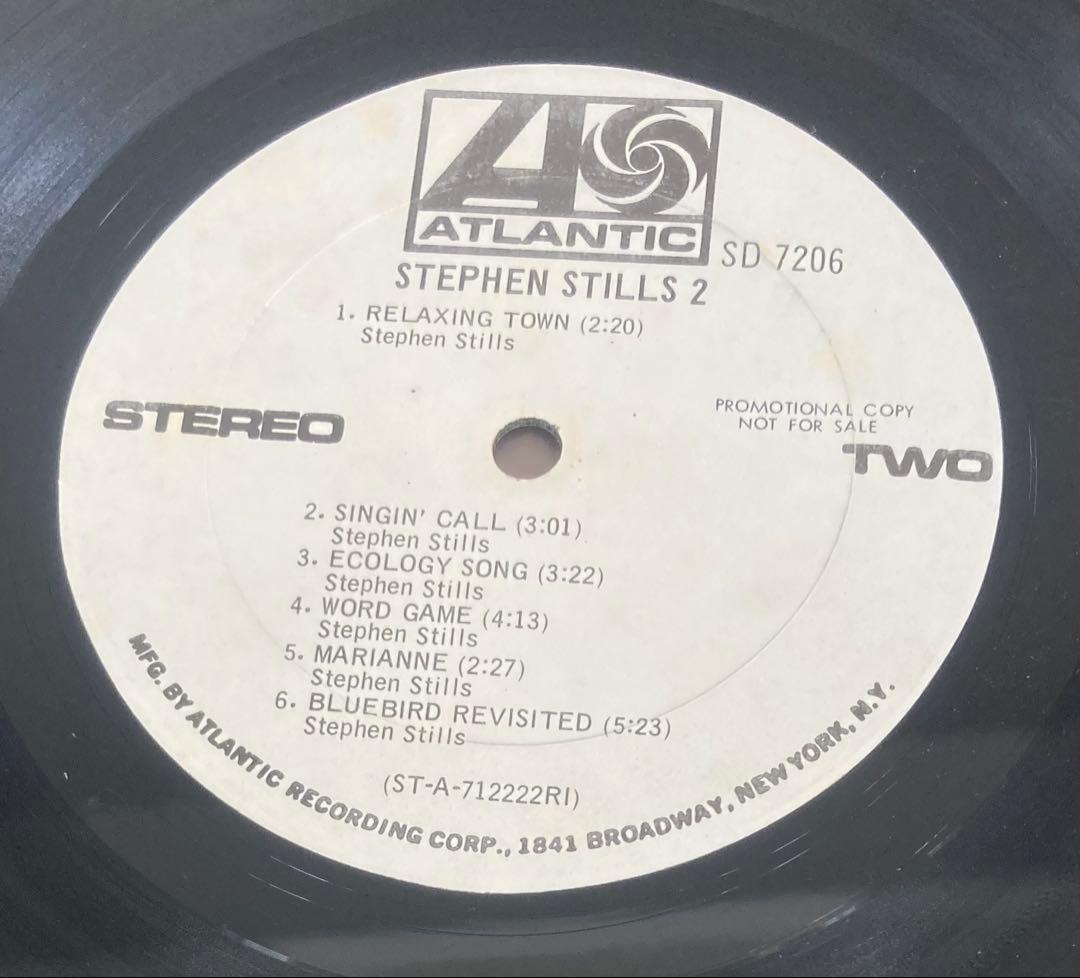 A
ATLANTIC
SD 7206
STEPHEN STILLS 2
1. RELAXING TOWN (2:20)
Stephen Stills
STEREO
PROMOTIONAL COPY
NOT FOR SALE
TWO
2. SINGIN' CALL (3:01)
Stephen Stills
3. ECOLOGY SONG (3:22)
Stephen Stills
4. WORD GAME (4:13)
Stephen Stills
5. MARIANNE (2:27)
Stephen Stills
6. BLUEBIRD REVISITED (5:23)
Stephen Stills
(ST-A-712222RI)
MFG. BY ATLANTIC RECORDING CORP., 1841 BROADWAY, NEW YORK, N.Y.